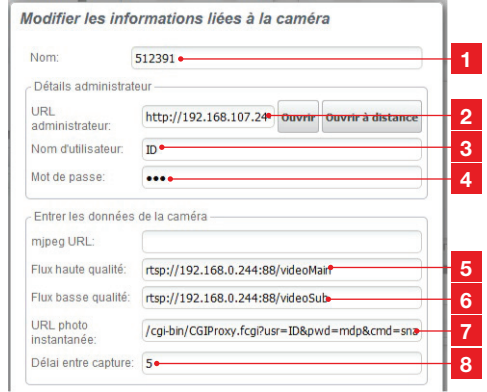 Modifier les informations liées à la caméra
Nom: 512391 1
Détails administrateur
URL administrateur: http://192.168.107.24 Ouvrir Ouvrir à distance 2
Nom d'utilisateur: ID 3
Mot de passe: ••• 4
Entrer les données de la caméra
mjpeg URL:
Flux haute qualité: rtsp://192.168.0.244:88/videoMain 5
Flux basse qualité: rtsp://192.168.0.244:88/videoSub 6
URL photo instantanée: /cgi-bin/CGIProxy.fcgi?usr=ID&pwd=mdp&cmd=sna 7
Délai entre capture: 5 8